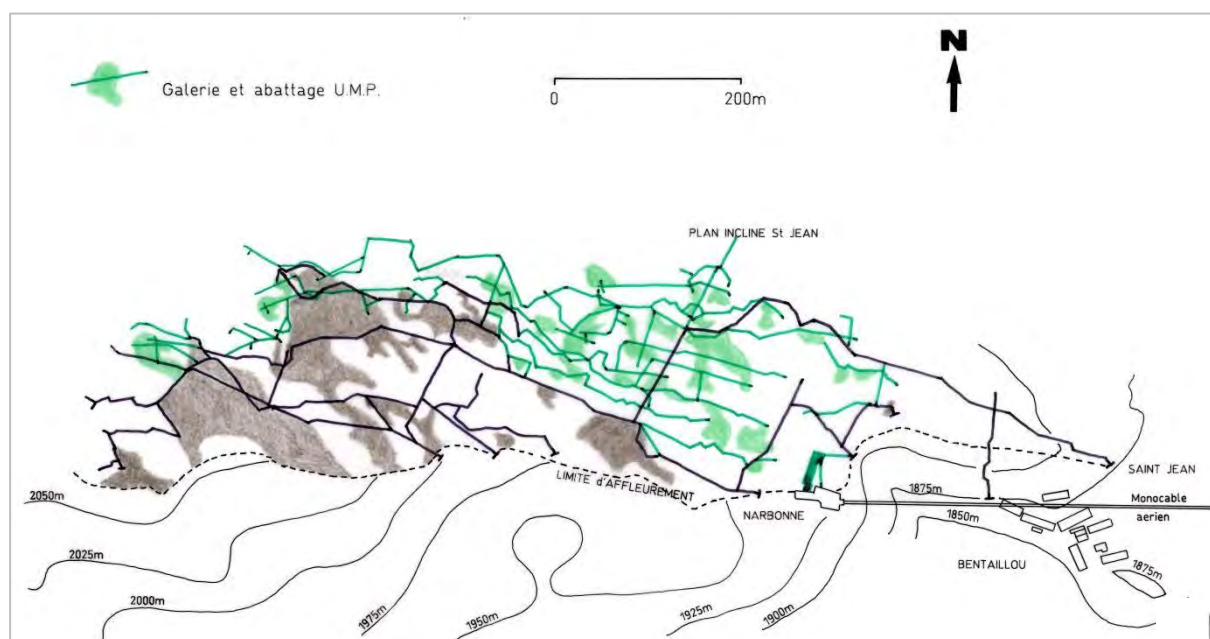 N
Galerie et abattage U.M.P.
0 200m
PLAN INCLINE St JEAN
LIMITE d'AFFLEUREMENT
SAINT JEAN
NARBONNE
1875m
Monocable
aerien
1850m
BENTAILLOU
1875m
2050m
2025m
2000m
1975m
1950m
1925m
1900m